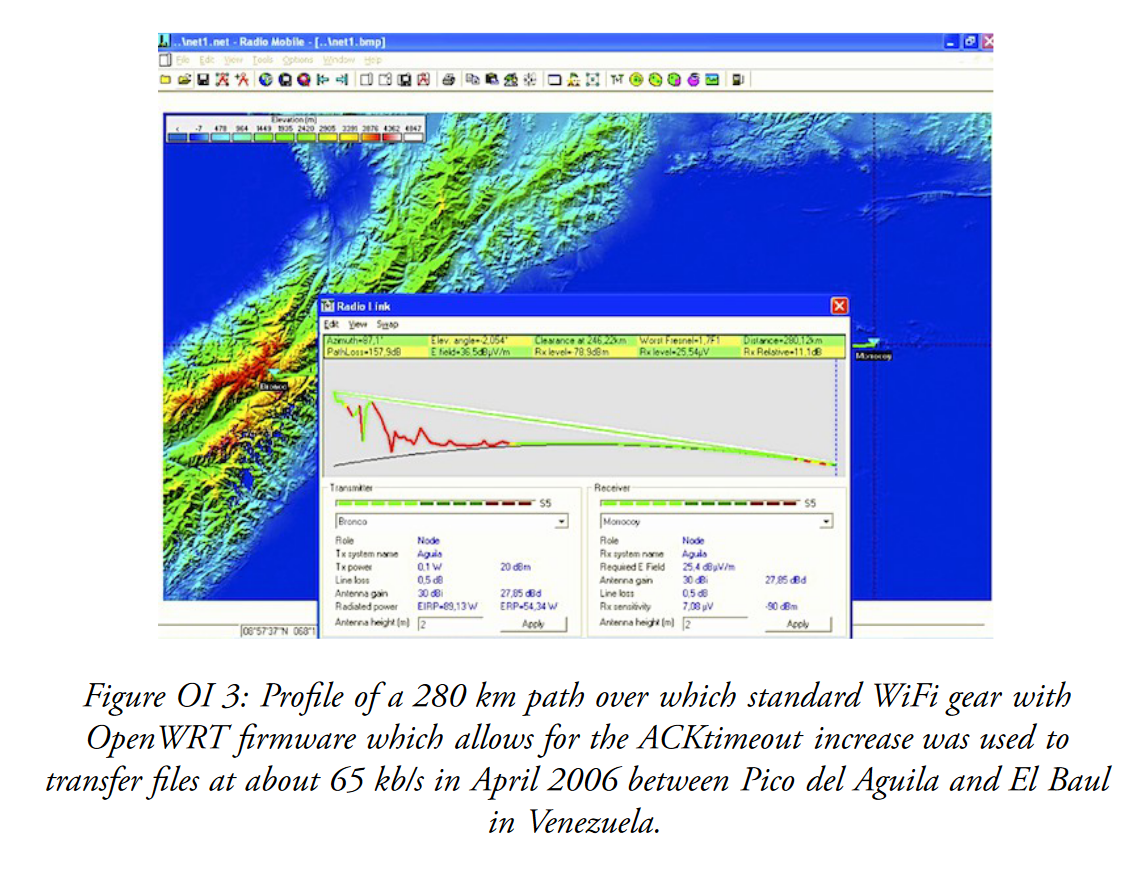 ..\net1.net - Radio Mobile - [..\net1.bmp]
File Edit View Tools Options Window Help
Elevation (m)
< -7 478 964 1449 1935 2420 2905 3391 3876 4362 4847
Bronco
Monocoy
Radio Link
Edit View Swap
Azimuth=87,1° Elev. angle=-2,054° Clearance at 246,22km Worst Fresnel=1,7F1 Distance=280,12km
PathLoss=157,9dB E field=36,5dBµV/m Rx level=-78,9dBm Rx level=25,54µV Rx Relative=11,1dB
Transmitter
S5
Bronco
Role Node
Tx system name Aguila
Tx power 0,1 W 20 dBm
Line loss 0,5 dB
Antenna gain 30 dBi 27,85 dBd
Radiated power EIRP=89,13 W ERP=54,34 W
Antenna height (m) 2 Apply
Receiver
S5
Monocoy
Role Node
Rx system name Aguila
Required E Field 25,4 dBµV/m
Antenna gain 30 dBi 27,85 dBd
Line loss 0,5 dB
Rx sensitivity 7,08 µV -90 dBm
Antenna height (m) 2 Apply
Figure OI 3: Profile of a 280 km path over which standard WiFi gear with
OpenWRT firmware which allows for the ACKtimeout increase was used to
transfer files at about 65 kb/s in April 2006 between Pico del Aguila and El Baul
in Venezuela.